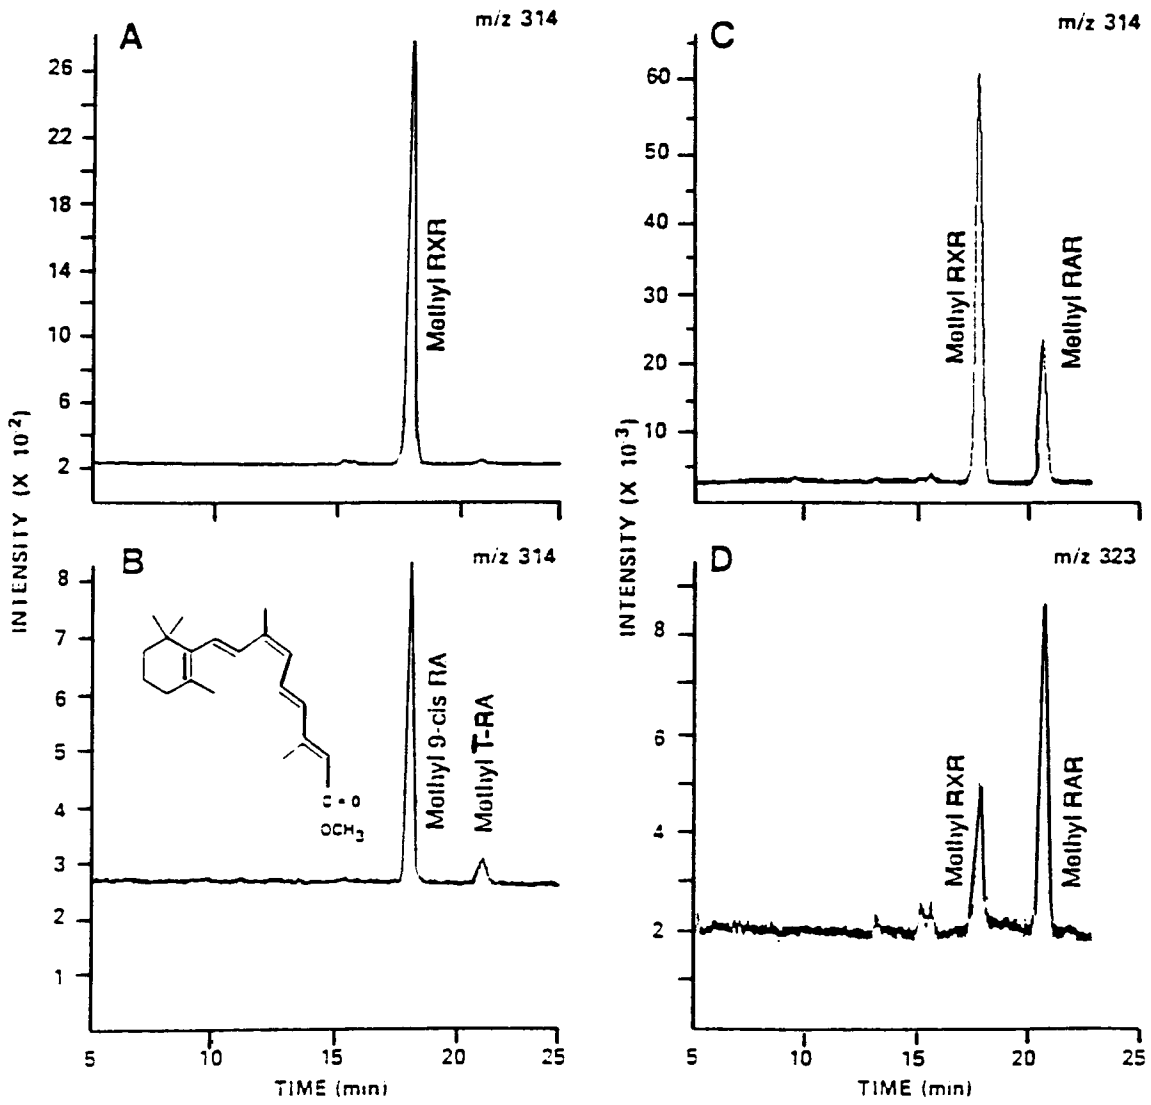 A
m/z 314
26
22
18
14
10
6
2
Methyl RXR
INTENSITY (X 10-2)
B
m/z 314
8
7
6
5
4
3
2
1
C = O
OCH3
Methyl 9-cis RA
Methyl T-RA
5
10
15
20
25
TIME (min)
C
m/z 314
60
50
40
30
20
10
Methyl RXR
Methyl RAR
INTENSITY (X 10-3)
D
m/z 323
8
6
4
2
Methyl RXR
Methyl RAR
5
10
15
20
25
TIME (min)